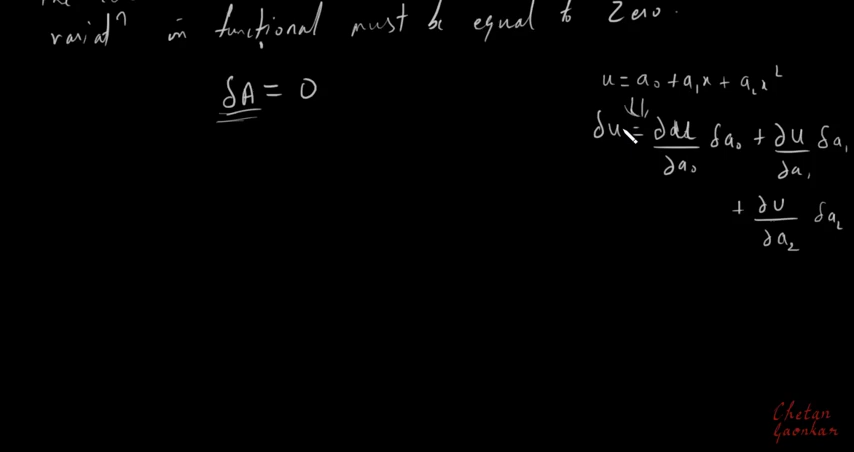 variatⁿ in functional must be equal to Zero.
δA = 0
u = a₀ + a₁x + a₂x²
δu = ∂u/∂a₀ δa₀ + ∂u/∂a₁ δa₁
+ ∂u/∂a₂ δa₂
Chetan
Gaonkar